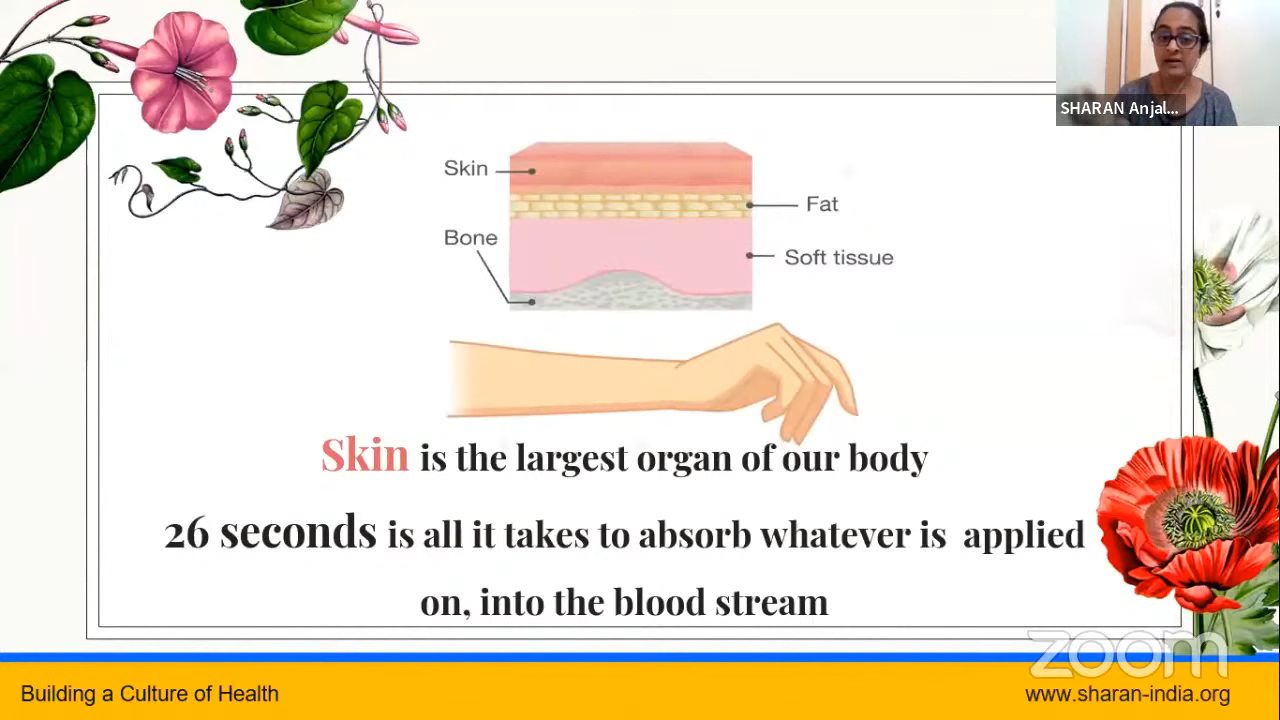 SHARAN Anjal...
Skin
Fat
Bone
Soft tissue
Skin is the largest organ of our body
26 seconds is all it takes to absorb whatever is applied
on, into the blood stream
zoom
Building a Culture of Health
www.sharan-india.org